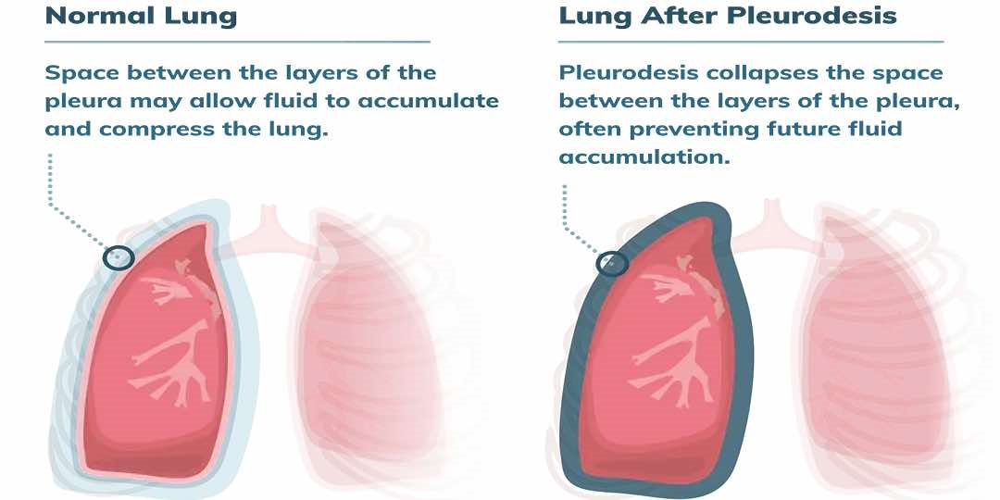 Normal Lung
Space between the layers of the
pleura may allow fluid to accumulate
and compress the lung.
Lung After Pleurodesis
Pleurodesis collapses the space
between the layers of the pleura,
often preventing future fluid
accumulation.